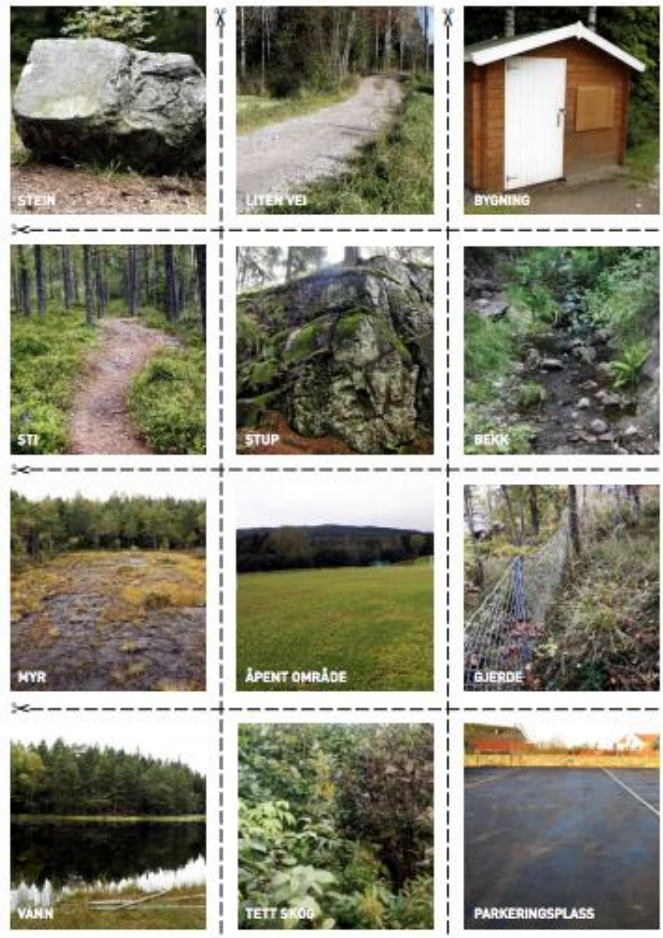 STEIN
LITEN VEI
BYGNING
STI
STUP
BEKK
MYR
ÅPENT OMRÅDE
GJERDE
VANN
TETT SKOG
PARKERINGSPLASS